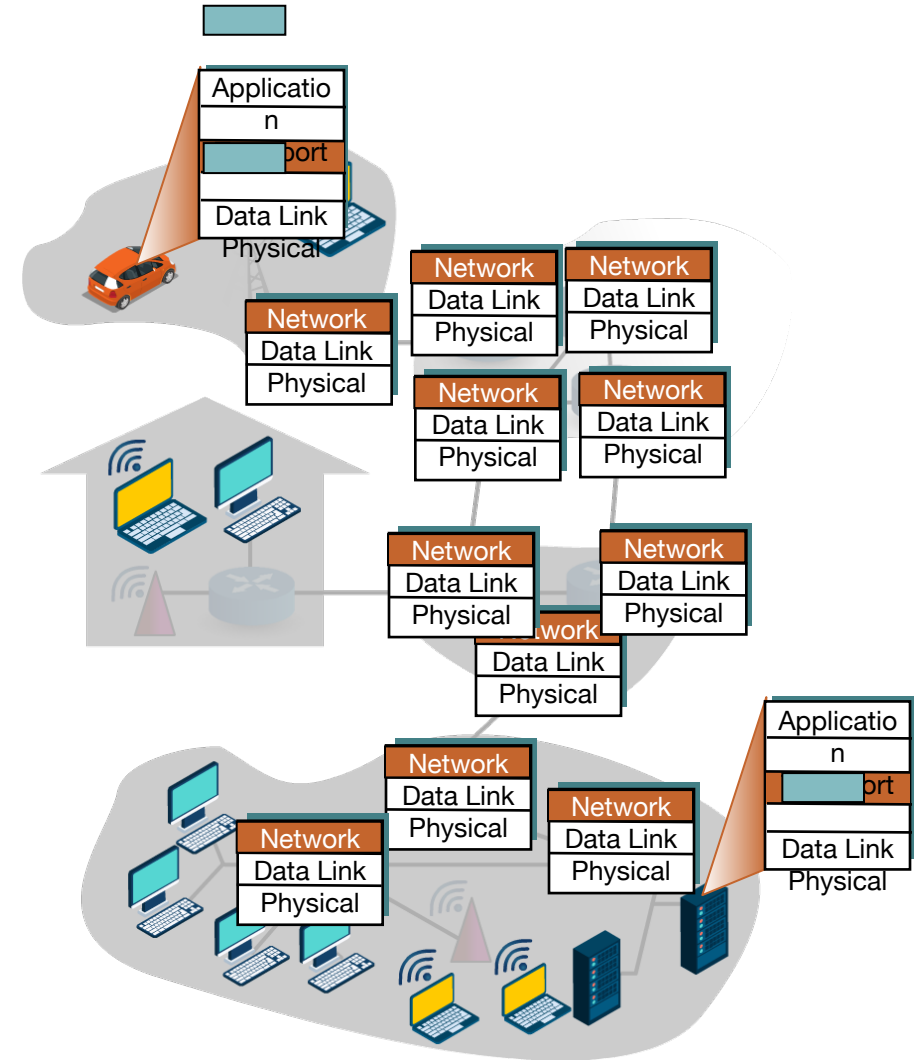 Applicatio
n
port
Data Link
Physical
Network
Data Link
Physical
Network
Data Link
Physical
Network
Data Link
Physical
Network
Data Link
Physical
Network
Data Link
Physical
Network
Data Link
Physical
Network
Data Link
Physical
Network
Data Link
Physical
Applicatio
n
ort
Data Link
Physical
Network
Data Link
Physical
Network
Data Link
Physical
Network
Data Link
Physical